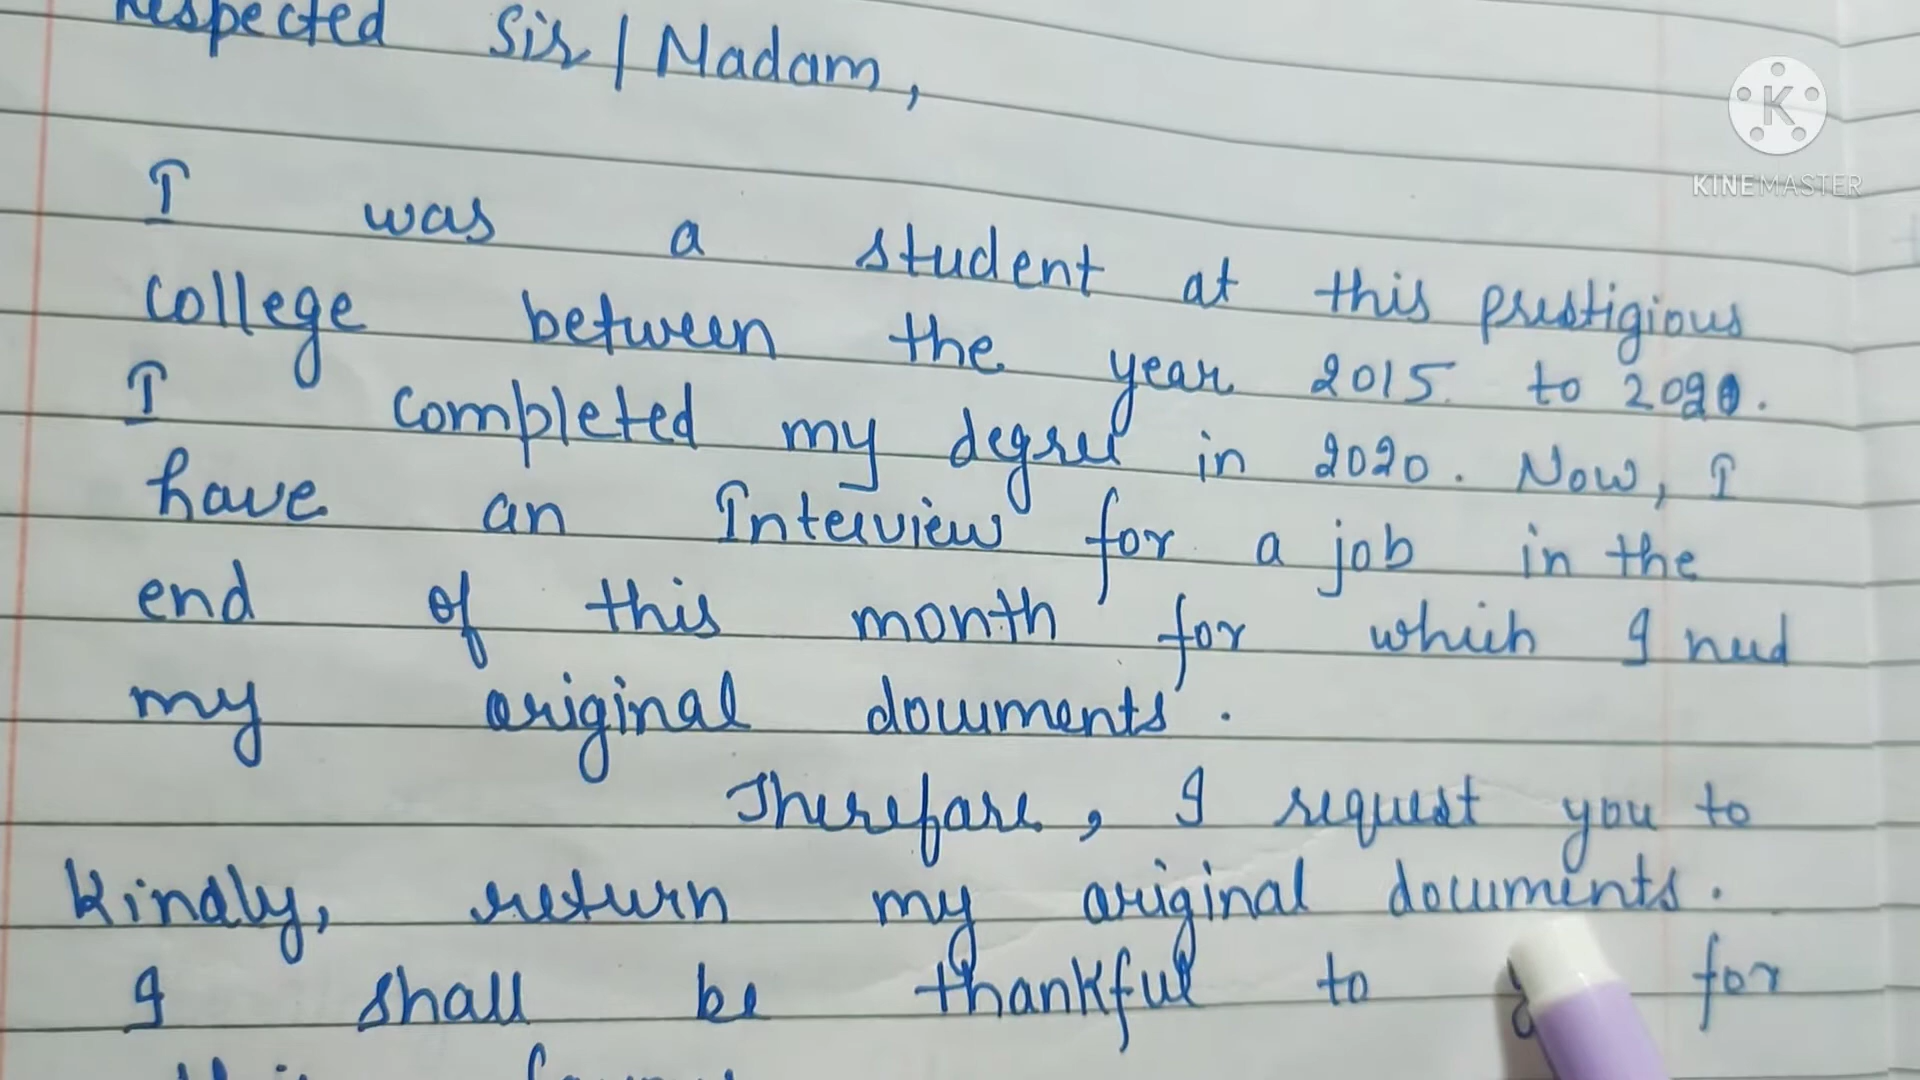 Respected Sir/Madam,
I was a student at this prestigious
college between the year 2015 to 2020.
I completed my degree in 2020. Now, I
have an Interview for a job in the
end of this month for which I need
my original documents.
Therefore, I request you to
kindly, return my original documents.
I shall be thankful to for
KINEMASTER